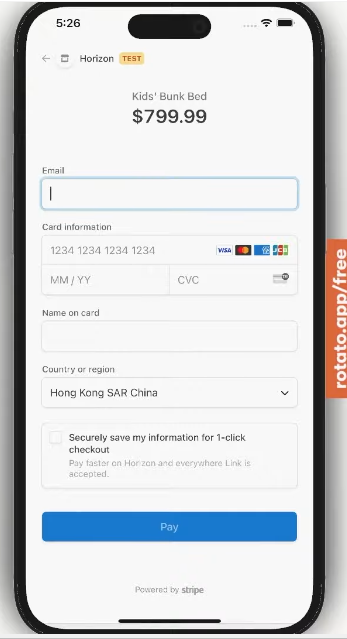 5:26
Horizon TEST
Kids' Bunk Bed
$799.99
Email
Card information
1234 1234 1234 1234 VISA
MM / YY CVC
Name on card
Country or region
Hong Kong SAR China
Securely save my information for 1-click
checkout
Pay faster on Horizon and everywhere Link is
accepted.
Pay
Powered by stripe
rotato.app/free